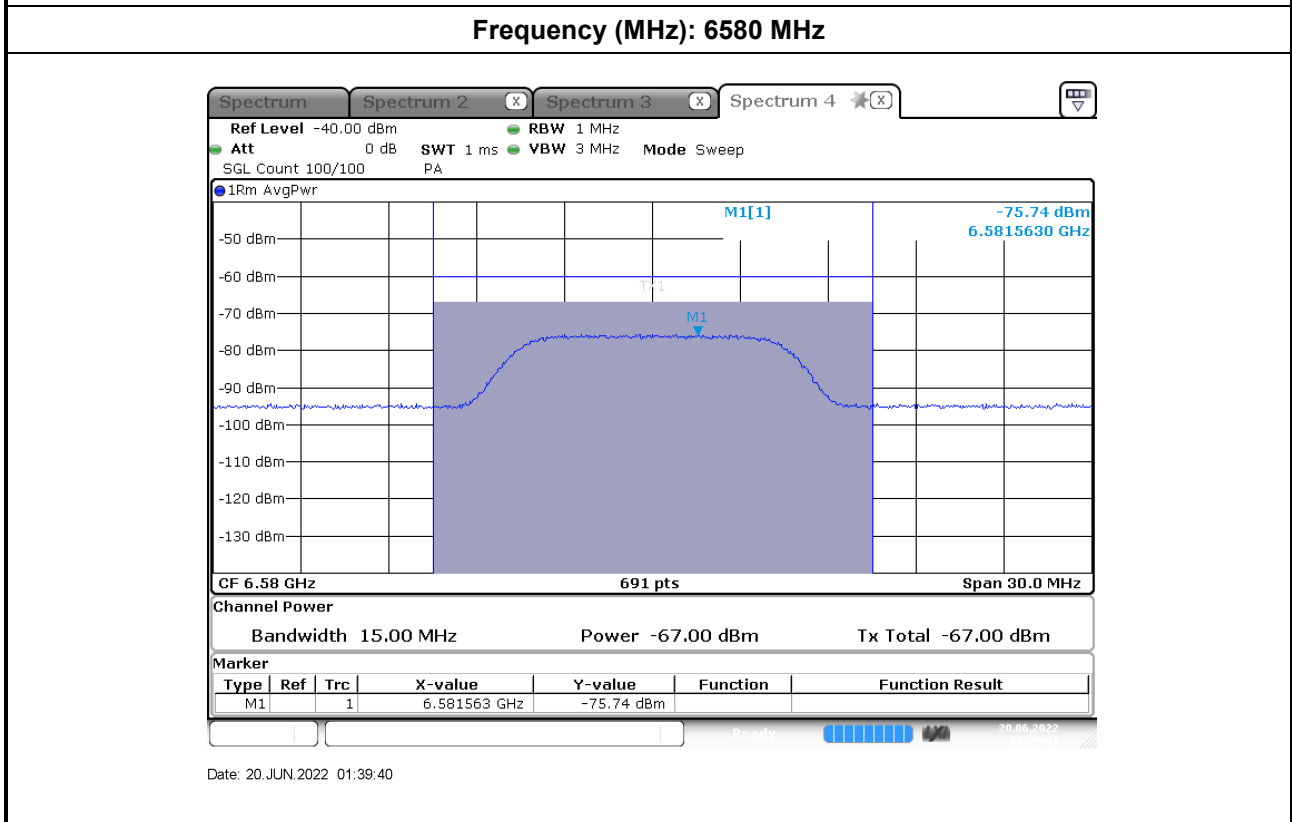 Frequency (MHz): 6580 MHz
Spectrum Spectrum 2 X Spectrum 3 X Spectrum 4 X
Ref Level -40.00 dBm RBW 1 MHz
Att 0 dB SWT 1 ms VBW 3 MHz Mode Sweep
SGL Count 100/100 PA
1Rm AvgPwr
M1[1] -75.74 dBm
6.5815630 GHz
-50 dBm
-60 dBm
TX1
-70 dBm
M1
-80 dBm
-90 dBm
-100 dBm
-110 dBm
-120 dBm
-130 dBm
CF 6.58 GHz 691 pts Span 30.0 MHz
Channel Power
Bandwidth 15.00 MHz Power -67.00 dBm Tx Total -67.00 dBm
Marker
Type Ref Trc X-value Y-value Function Function Result
M1 1 6.581563 GHz -75.74 dBm
Ready 20.06.2022
Date: 20.JUN.2022 01:39:40